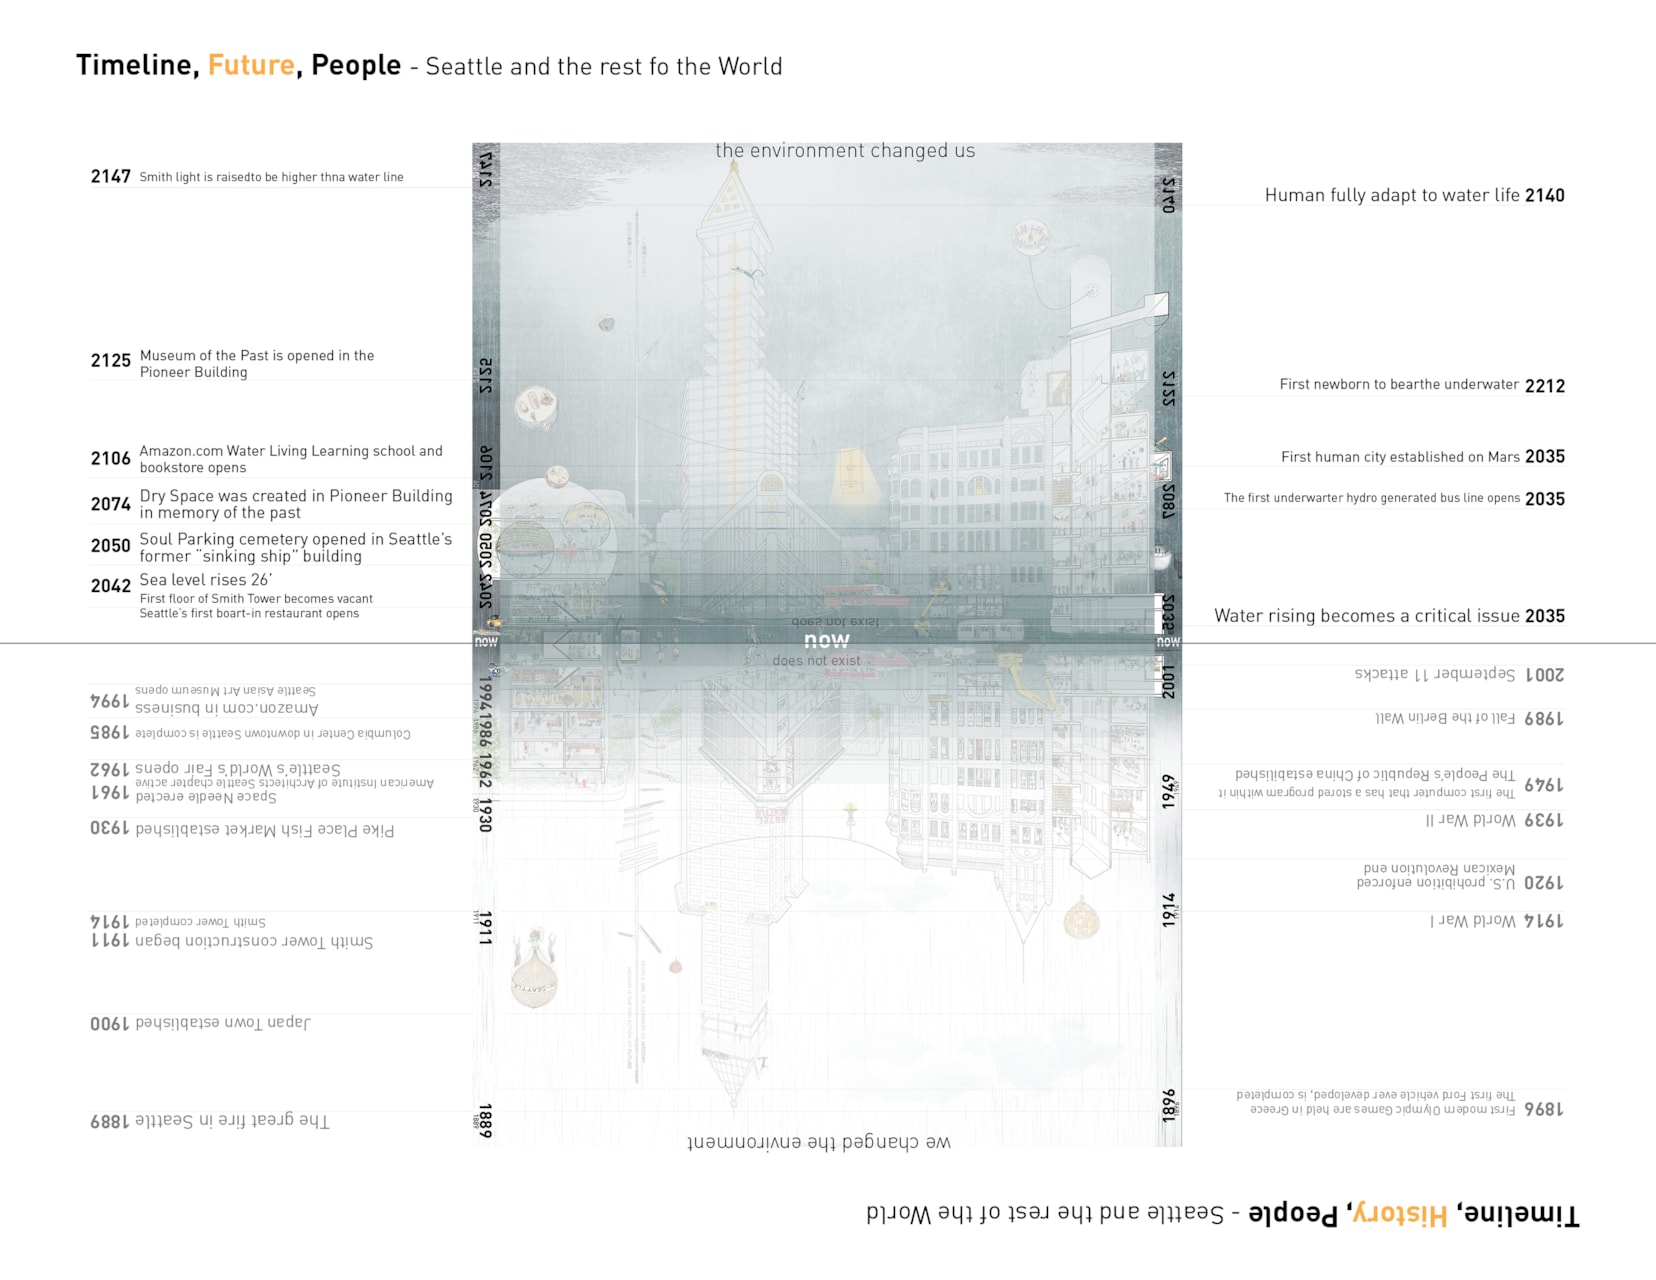 Timeline, Future, People - Seattle and the rest fo the World
the environment changed us
2147 Smith light is raisedto be higher thna water line
2125 Museum of the Past is opened in the
Pioneer Building
2106 Amazon.com Water Living Learning school and
bookstore opens
2074 Dry Space was created in Pioneer Building
in memory of the past
2050 Soul Parking cemetery opened in Seattle's
former "sinking ship" building
2042 Sea level rises 26'
First floor of Smith Tower becomes vacant
Seattle's first boart-in restaurant opens
2147
2125
2106
2074
2050
2042
now
1994
1986
1962
1930
1911
1889
does not exist
now
does not exist
2140
2122
2087
2035
now
2001
1949
1914
1896
Human fully adapt to water life 2140
First newborn to bearthe underwater 2212
First human city established on Mars 2035
The first underwarter hydro generated bus line opens 2035
Water rising becomes a critical issue 2035
Timeline, History, People - Seattle and the rest of the World
we changed the environment
1896 First modern Olympic Games are held in Greece
The first Ford vehicle ever developed, is completed
1914 World War I
1920 U.S. prohibition enforced
Mexican Revolution end
1939 World War II
1949 The first computer that has a stored program within it
The People's Republic of China established
1989 Fall of the Berlin Wall
2001 September 11 attacks
The great fire in Seattle 1889
Japan Town established 1900
Smith Tower construction began 1911
Smith Tower completed 1914
Pike Place Fish Market established 1930
Space Needle erected 1961
American Institute of Architects Seattle chapter active
Seattle's World's Fair opens 1962
Columbia Center in downtown Seattle is complete 1985
Amazon.com in business 1994
Seattle Asian Art Museum opens
SEATTLE